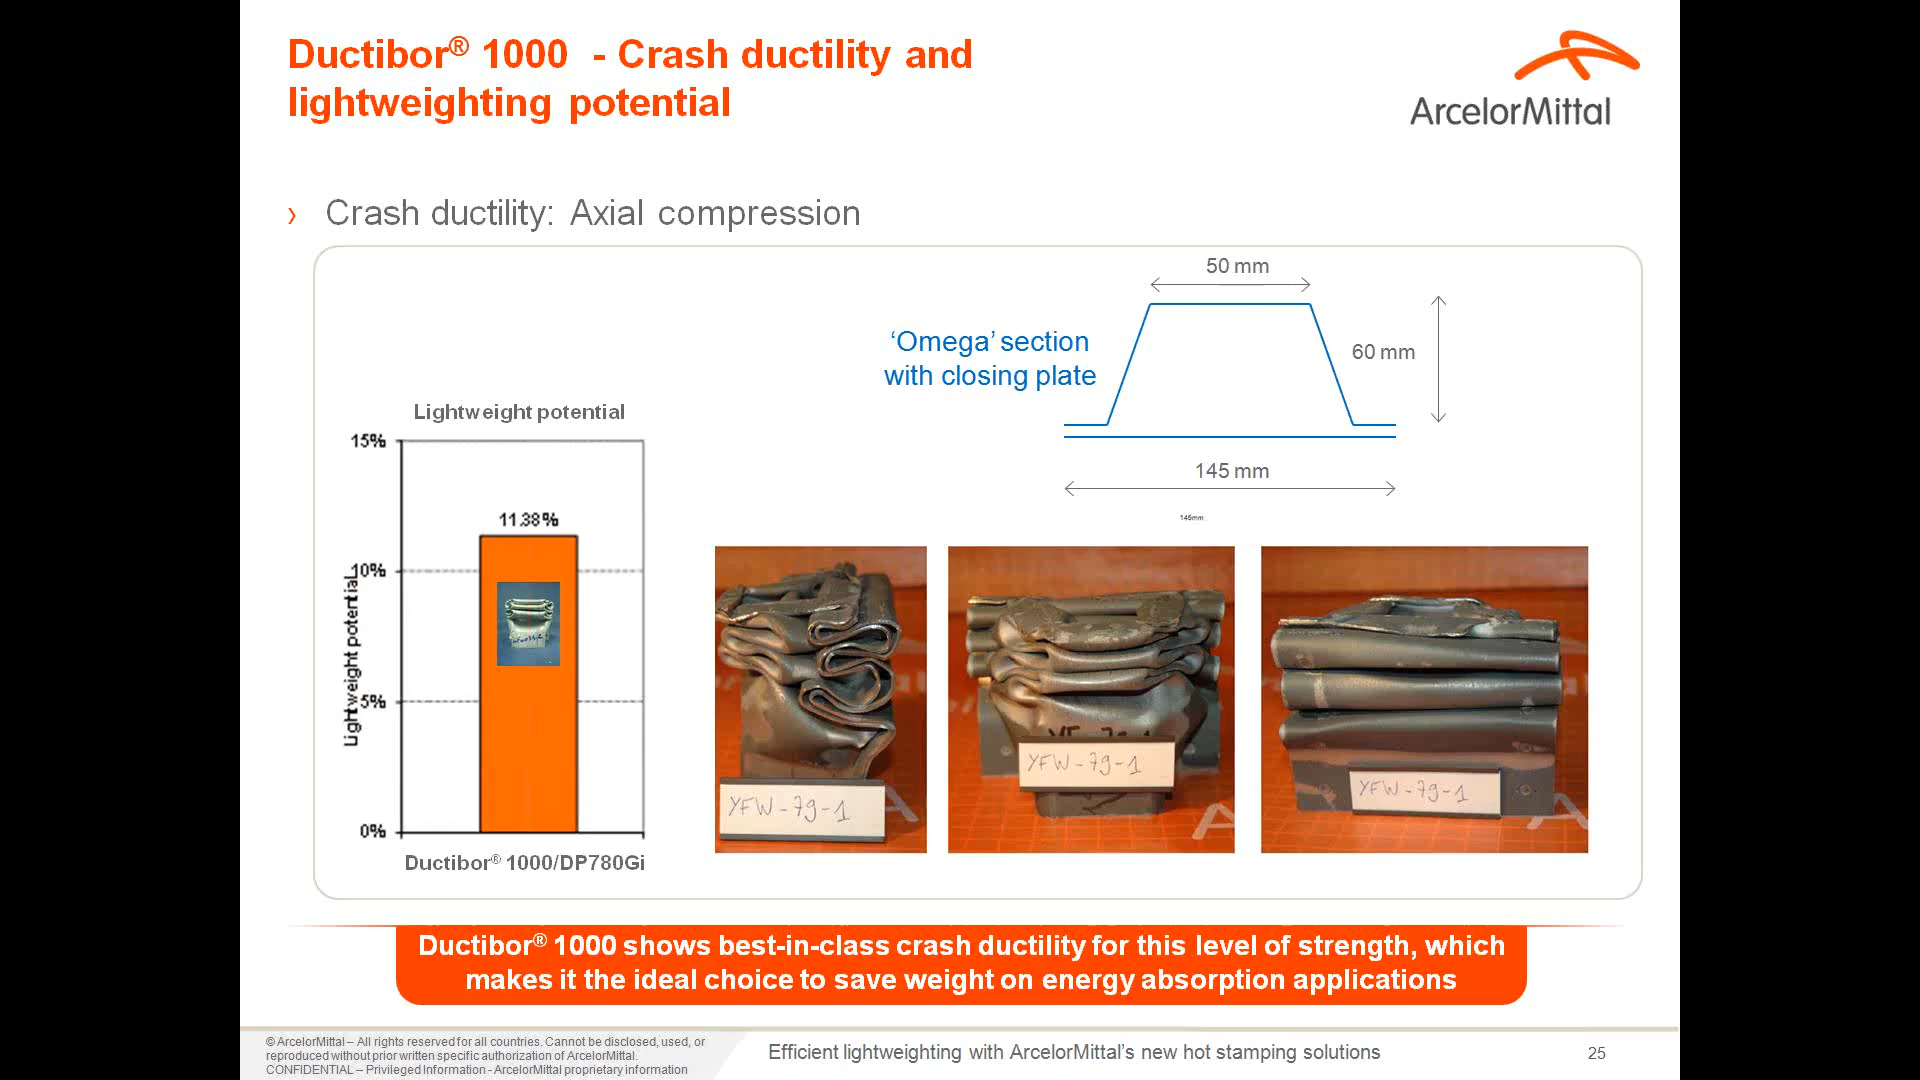 Ductibor® 1000 - Crash ductility and
lightweighting potential
ArcelorMittal
› Crash ductility: Axial compression
50 mm
‘Omega’ section
with closing plate
60 mm
145 mm
145mm
Lightweight potential
15%
11.38%
10%
5%
0%
Lightweight potential
Ductibor® 1000/DP780Gi
YFW-79-1
YFW-79-1
YFW-79-1
Ductibor® 1000 shows best-in-class crash ductility for this level of strength, which
makes it the ideal choice to save weight on energy absorption applications
© ArcelorMittal – All rights reserved for all countries. Cannot be disclosed, used, or
reproduced without prior written specific authorization of ArcelorMittal.
CONFIDENTIAL – Privileged Information - ArcelorMittal proprietary information
Efficient lightweighting with ArcelorMittal’s new hot stamping solutions
25